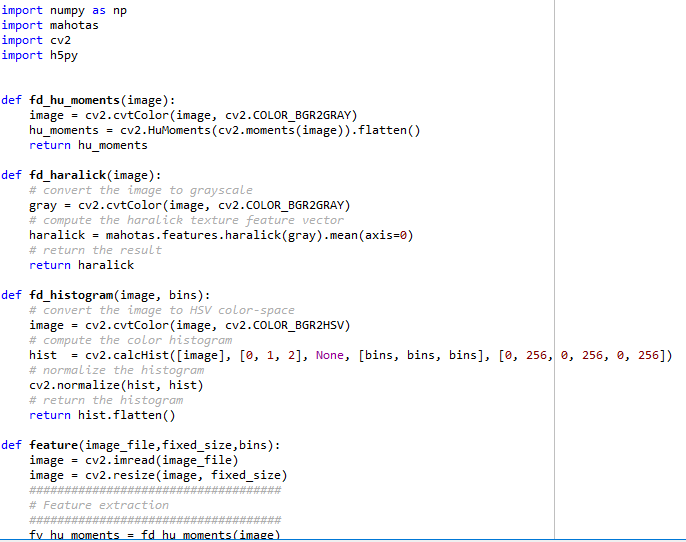 import numpy as np
import mahotas
import cv2
import h5py
def fd_hu_moments(image):
    image = cv2.cvtColor(image, cv2.COLOR_BGR2GRAY)
    hu_moments = cv2.HuMoments(cv2.moments(image)).flatten()
    return hu_moments
def fd_haralick(image):
    # convert the image to grayscale
    gray = cv2.cvtColor(image, cv2.COLOR_BGR2GRAY)
    # compute the haralick texture feature vector
    haralick = mahotas.features.haralick(gray).mean(axis=0)
    # return the result
    return haralick
def fd_histogram(image, bins):
    # convert the image to HSV color-space
    image = cv2.cvtColor(image, cv2.COLOR_BGR2HSV)
    # compute the color histogram
    hist  = cv2.calcHist([image], [0, 1, 2], None, [bins, bins, bins], [0, 256, 0, 256, 0, 256])
    # normalize the histogram
    cv2.normalize(hist, hist)
    # return the histogram
    return hist.flatten()
def feature(image_file,fixed_size,bins):
    image = cv2.imread(image_file)
    image = cv2.resize(image, fixed_size)
    ####################################
    # Feature extraction
    ####################################
    fv_hu_moments = fd_hu_moments(image)